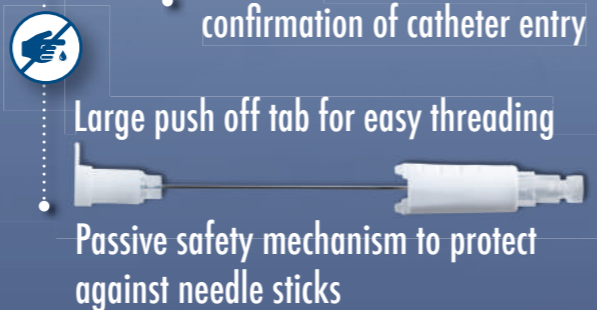 confirmation of catheter entry
Large push off tab for easy threading
Passive safety mechanism to protect
against needle sticks